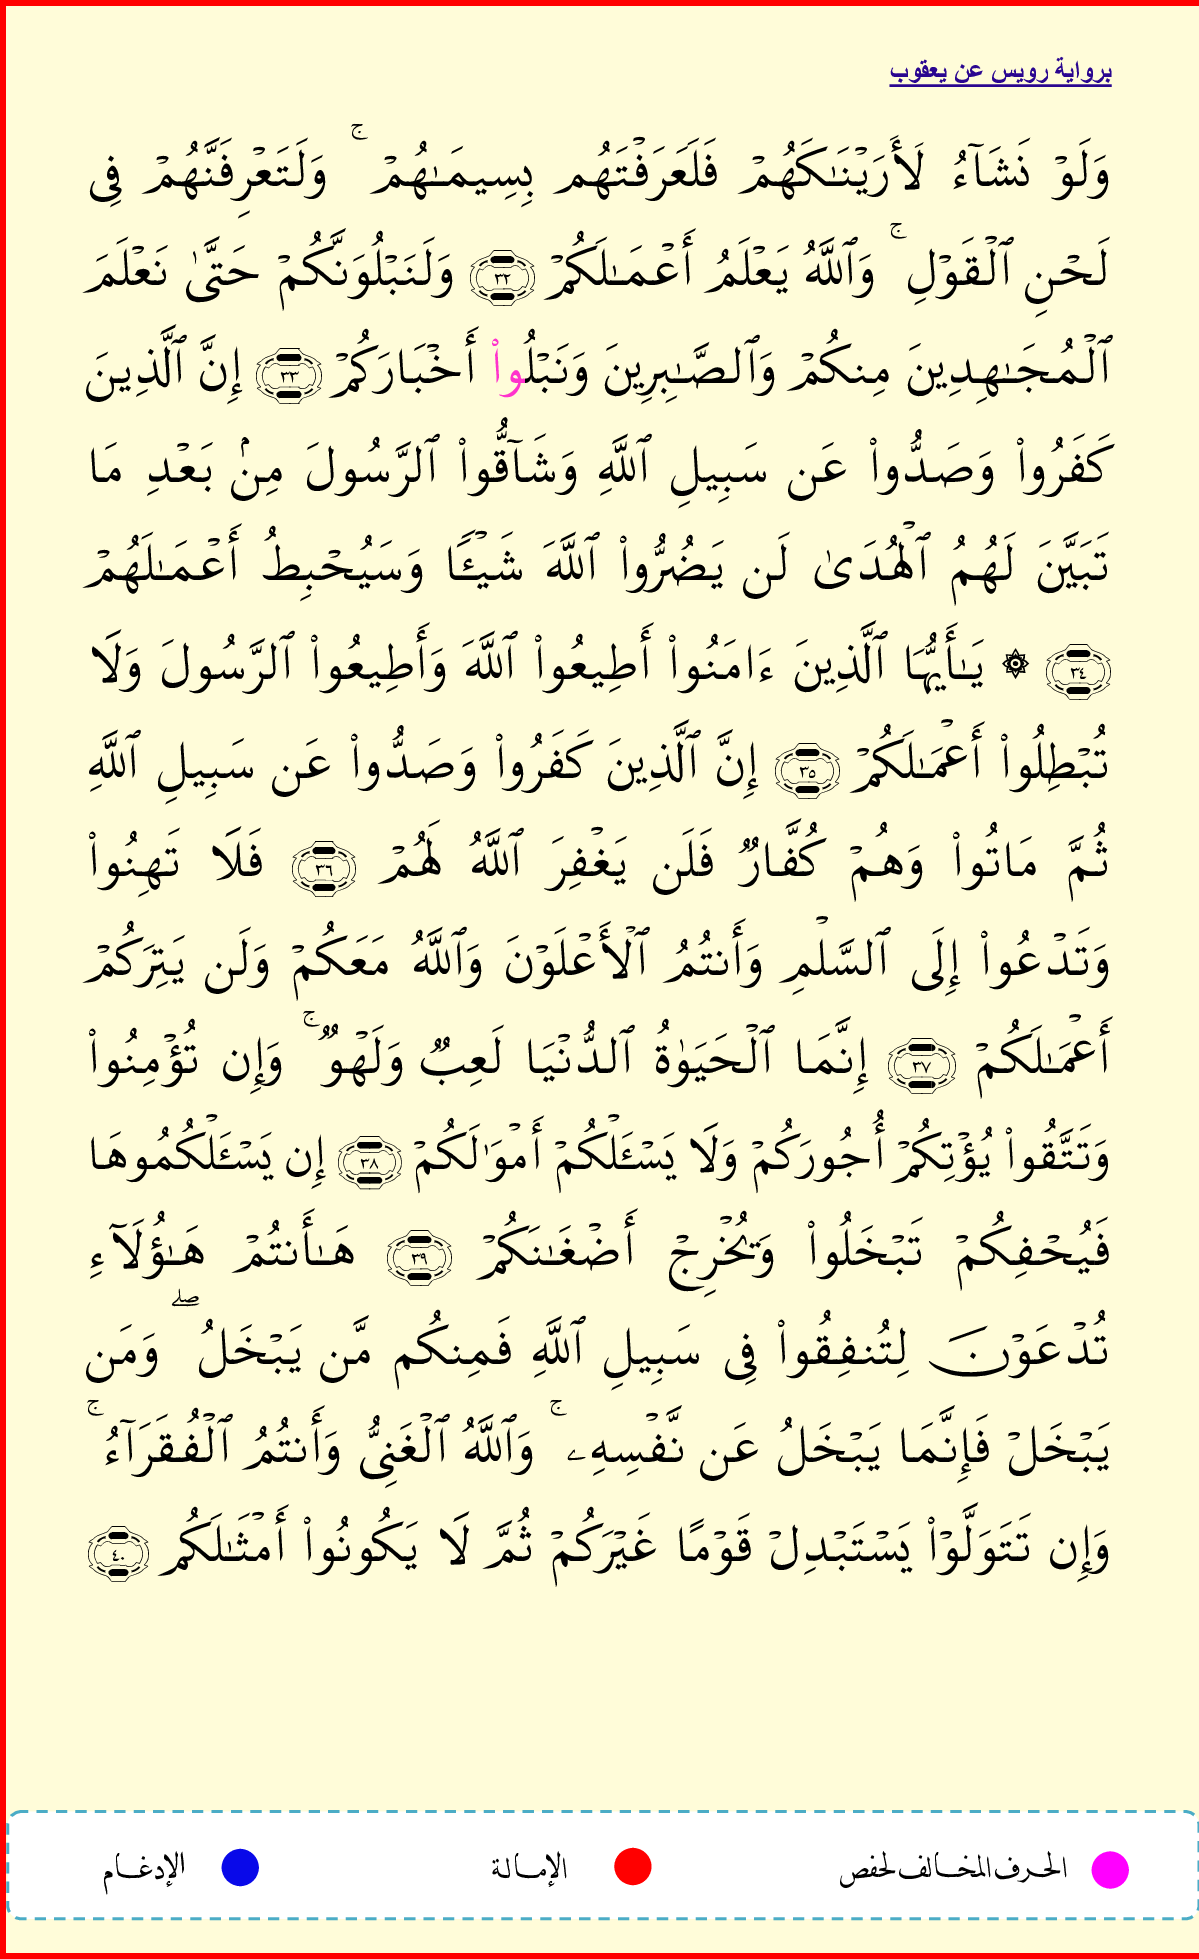 برواية رويس عن يعقوب
وَلَوۡ نَشَآءُ لَأَرَيۡنَـٰكَهُمۡ فَلَعَرَفۡتَهُم بِسِيمَـٰهُمۡۚ وَلَتَعۡرِفَنَّهُمۡ فِى
لَحۡنِ ٱلۡقَوۡلِۚ وَٱللَّهُ يَعۡلَمُ أَعۡمَـٰلَكُمۡ ٣٢ وَلَنَبۡلُوَنَّكُمۡ حَتَّىٰ نَعۡلَمَ
ٱلۡمُجَـٰهِدِينَ مِنكُمۡ وَٱلصَّـٰبِرِينَ وَنَبۡلُواْ أَخۡبَارَكُمۡ ٣٣ إِنَّ ٱلَّذِينَ
كَفَرُواْ وَصَدُّواْ عَن سَبِيلِ ٱللَّهِ وَشَآقُّواْ ٱلرَّسُولَ مِنۢ بَعۡدِ مَا
تَبَيَّنَ لَهُمُ ٱلۡهُدَىٰ لَن يَضُرُّواْ ٱللَّهَ شَيۡـًٔا وَسَيُحۡبِطُ أَعۡمَـٰلَهُمۡ
٣٤ ۞ يَـٰٓأَيُّهَا ٱلَّذِينَ ءَامَنُواْ أَطِيعُواْ ٱللَّهَ وَأَطِيعُواْ ٱلرَّسُولَ وَلَا
تُبۡطِلُواْ أَعۡمَـٰلَكُمۡ ٣٥ إِنَّ ٱلَّذِينَ كَفَرُواْ وَصَدُّواْ عَن سَبِيلِ ٱللَّهِ
ثُمَّ مَاتُواْ وَهُمۡ كُفَّارٌ فَلَن يَغۡفِرَ ٱللَّهُ لَهُمۡ ٣٦ فَلَا تَهِنُواْ
وَتَدۡعُواْ إِلَى ٱلسَّلۡمِ وَأَنتُمُ ٱلۡأَعۡلَوۡنَ وَٱللَّهُ مَعَكُمۡ وَلَن يَتِرَكُمۡ
أَعۡمَـٰلَكُمۡ ٣٧ إِنَّمَا ٱلۡحَيَوٰةُ ٱلدُّنۡيَا لَعِبٌ وَلَهۡوٌۚ وَإِن تُؤۡمِنُواْ
وَتَتَّقُواْ يُؤۡتِكُمۡ أُجُورَكُمۡ وَلَا يَسۡـَٔلۡكُمۡ أَمۡوَٰلَكُمۡ ٣٨ إِن يَسۡـَٔلۡكُمُوهَا
فَيُحۡفِكُمۡ تَبۡخَلُواْ وَيُخۡرِجۡ أَضۡغَـٰنَكُمۡ ٣٩ هَـٰأَنتُمۡ هَـٰؤُلَآءِ
تُدۡعَوۡنَ لِتُنفِقُواْ فِى سَبِيلِ ٱللَّهِ فَمِنكُم مَّن يَبۡخَلُۖ وَمَن
يَبۡخَلۡ فَإِنَّمَا يَبۡخَلُ عَن نَّفۡسِهِۦۚ وَٱللَّهُ ٱلۡغَنِىُّ وَأَنتُمُ ٱلۡفُقَرَآءُۚ
وَإِن تَتَوَلَّوۡاْ يَسۡتَبۡدِلۡ قَوۡمًا غَيۡرَكُمۡ ثُمَّ لَا يَكُونُواْ أَمۡثَـٰلَكُم ٤٠
الحرف المخالف لحفص الإمالة الإدغام